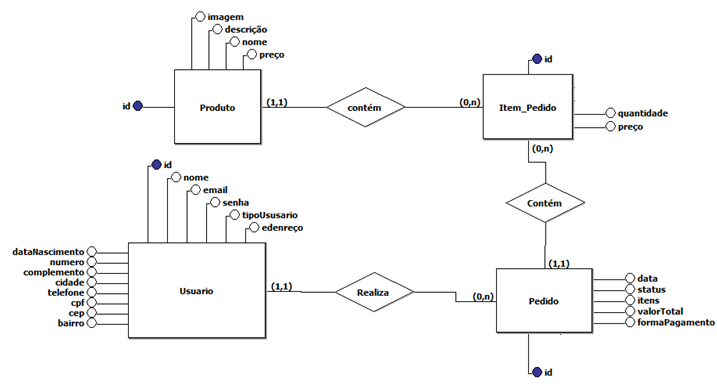 imagem
descrição
nome
preço
id
Produto
(1,1)
contém
(0,n)
id
Item_Pedido
quantidade
preço
(0,n)
Contém
(1,1)
id
nome
email
senha
tipoUsusario
edenreço
dataNascimento
numero
complemento
cidade
telefone
cpf
cep
bairro
Usuario
(1,1)
Realiza
(0,n)
Pedido
data
status
itens
valorTotal
formaPagamento
id